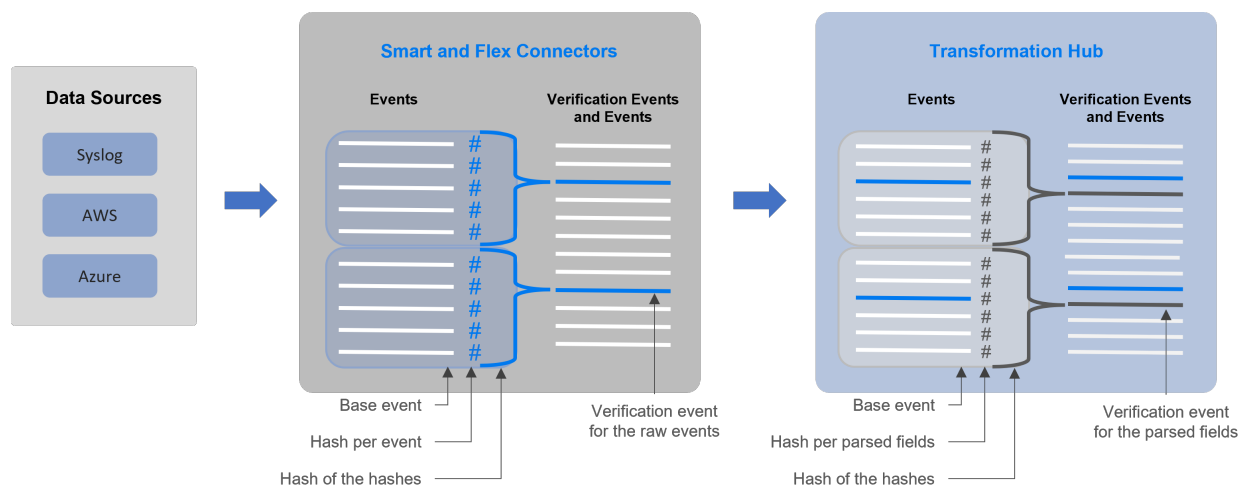 Data Sources
Syslog
AWS
Azure
Smart and Flex Connectors
Events
Verification Events
and Events
#
#
#
#
#
#
#
#
#
#
Base event
Hash per event
Hash of the hashes
Verification event
for the raw events
Transformation Hub
Events
Verification Events
and Events
#
#
#
#
#
#
#
#
#
#
#
#
Base event
Hash per parsed fields
Hash of the hashes
Verification event
for the parsed fields